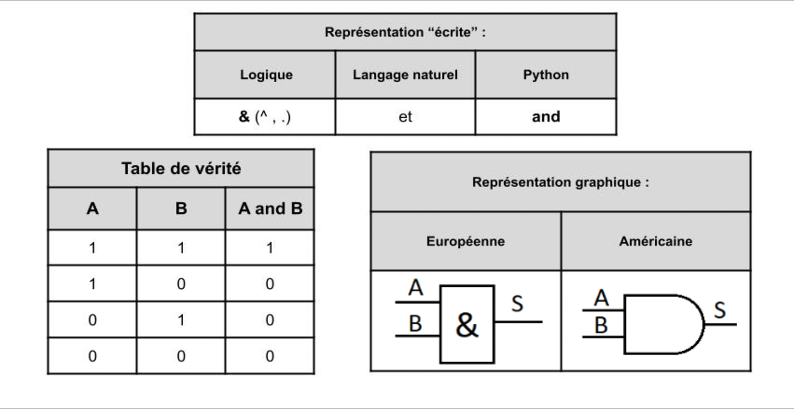 Représentation “écrite” :
Logique Langage naturel Python
& (^ , .) et and
Table de vérité
A B A and B
1 1 1
1 0 0
0 1 0
0 0 0
Représentation graphique :
Européenne Américaine
A
B
&
S
A
B
S